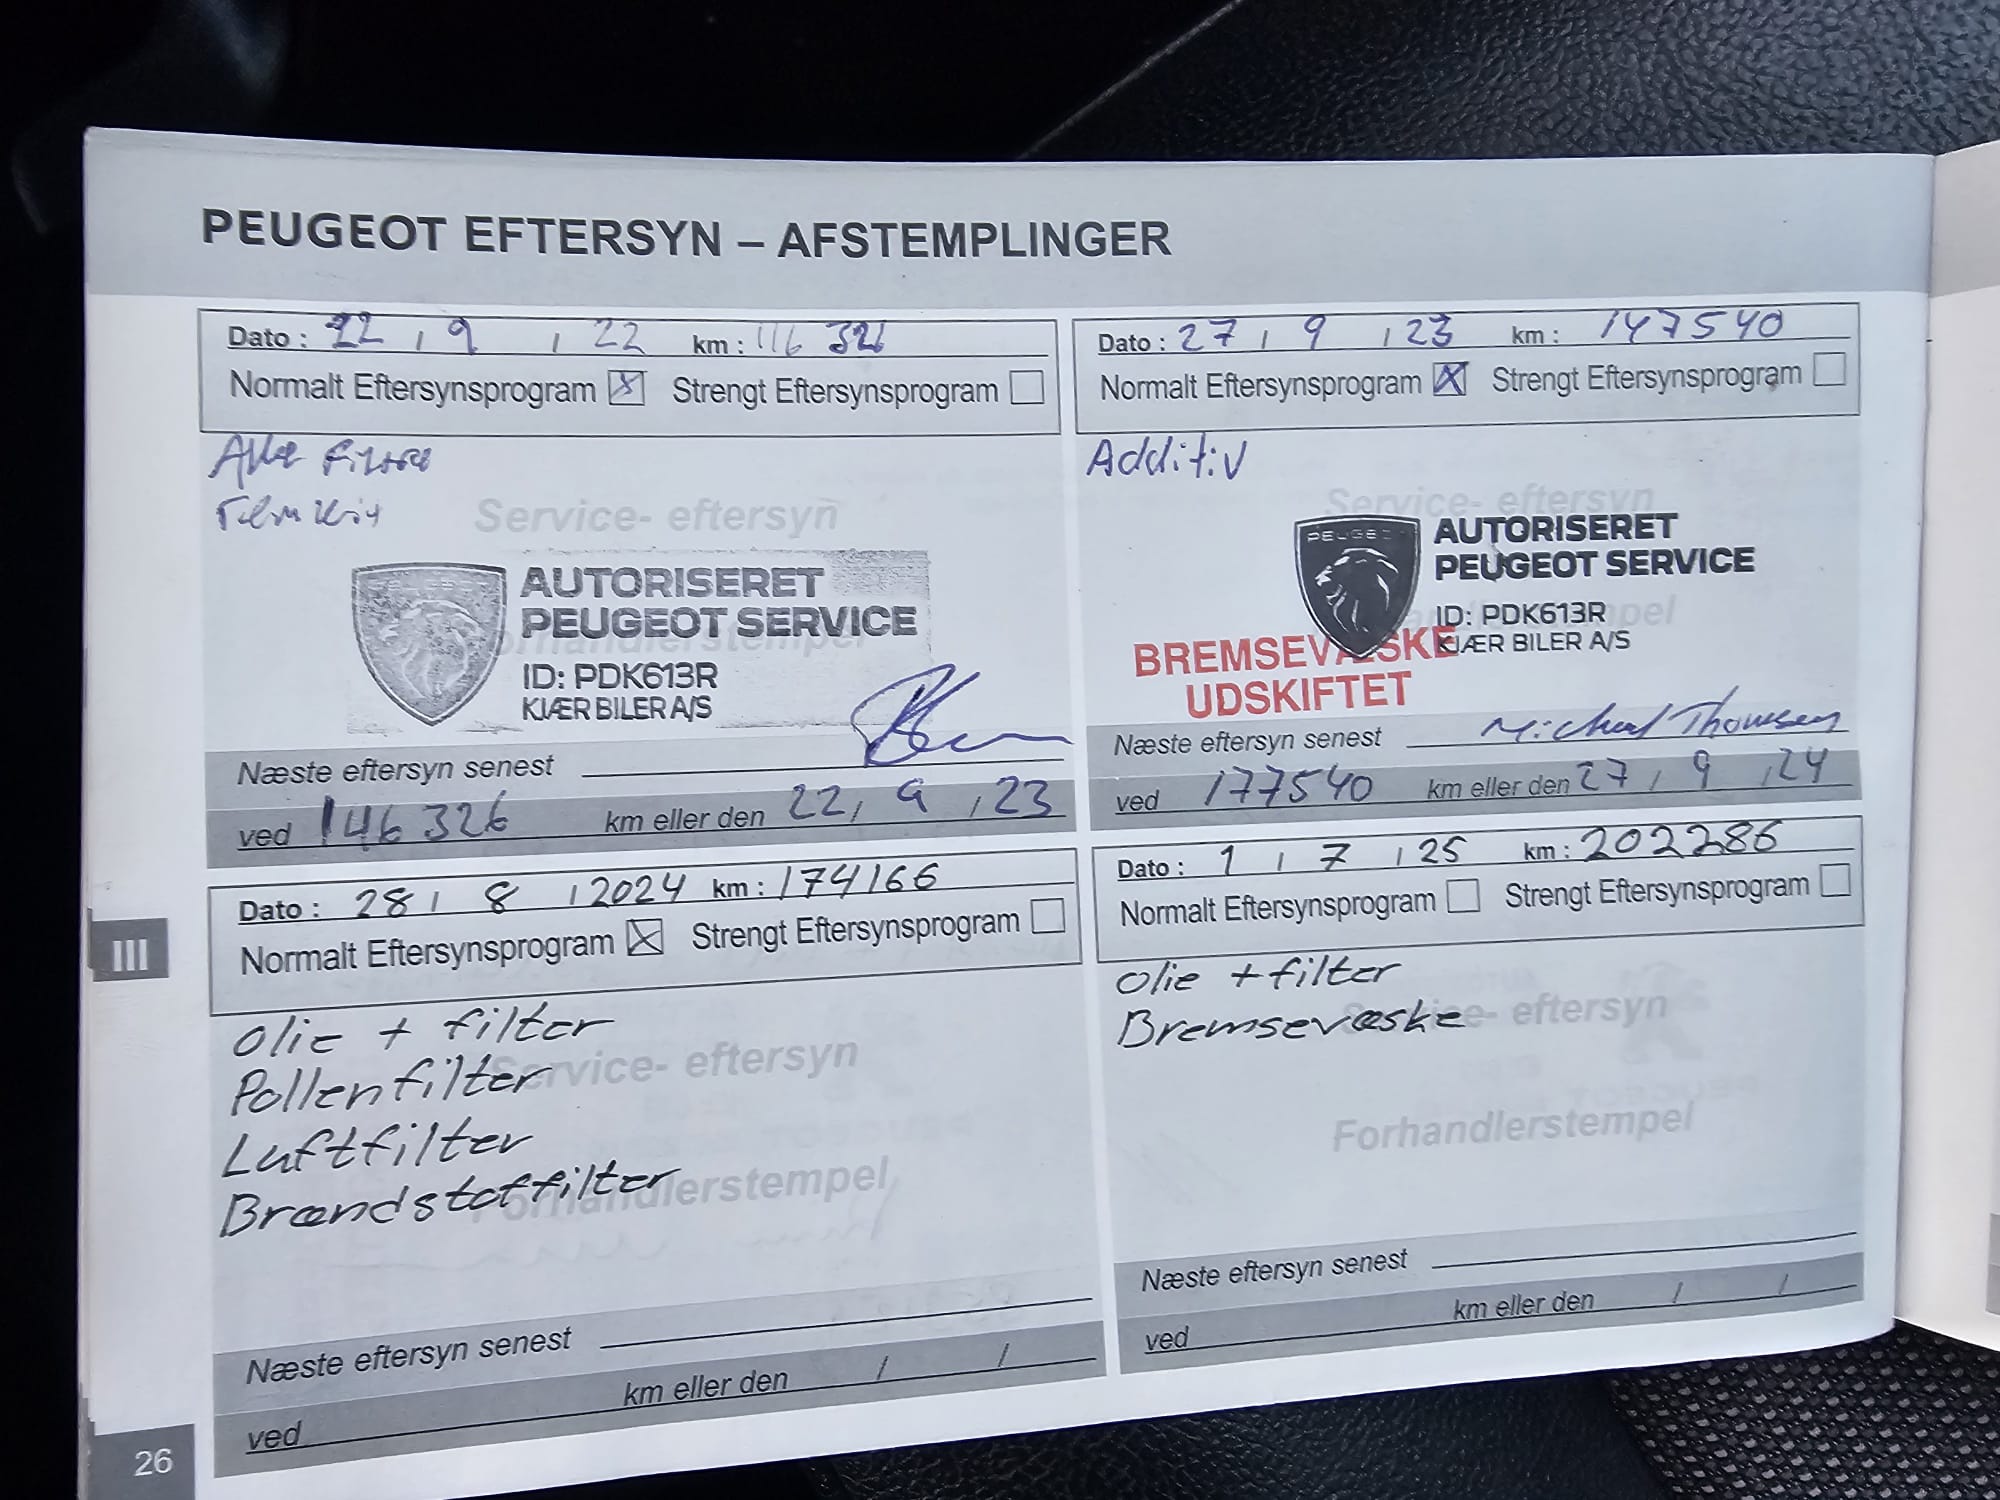 PEUGEOT EFTERSYN – AFSTEMPLINGER
Dato : 22 , 9 , 22 km : 116 326
Normalt Eftersynsprogram ☒ Strengt Eftersynsprogram ☐
Alle Filtre
Service- eftersyn
AUTORISERET
PEUGEOT SERVICE
Forhandlerstempel
ID: PDK613R
KJÆR BILER A/S
Næste eftersyn senest
ved 146326 km eller den 22, 9 , 23
Dato : 27 , 9 , 23 km : 147540
Normalt Eftersynsprogram ☒ Strengt Eftersynsprogram ☐
Additiv
Service- eftersyn
PEUGEOT
AUTORISERET
PEUGEOT SERVICE
Forhandlerstempel
ID: PDK613R
KJÆR BILER A/S
BREMSEVÆSKE
UDSKIFTET
Næste eftersyn senest Michael Thomsen
ved 177540 km eller den 27 , 9 , 24
Dato : 28 , 8 , 2024 km : 174166
Normalt Eftersynsprogram ☒ Strengt Eftersynsprogram ☐
Olie + filter
Service- eftersyn
Pollenfilter
Luftfilter
Forhandlerstempel
Brændstoffilter
Næste eftersyn senest
ved km eller den / /
Dato : 1 , 7 , 25 km : 202286
Normalt Eftersynsprogram ☐ Strengt Eftersynsprogram ☐
Olie + filter
Service- eftersyn
Bremsevæske
Forhandlerstempel
Næste eftersyn senest
ved km eller den / /
III
26